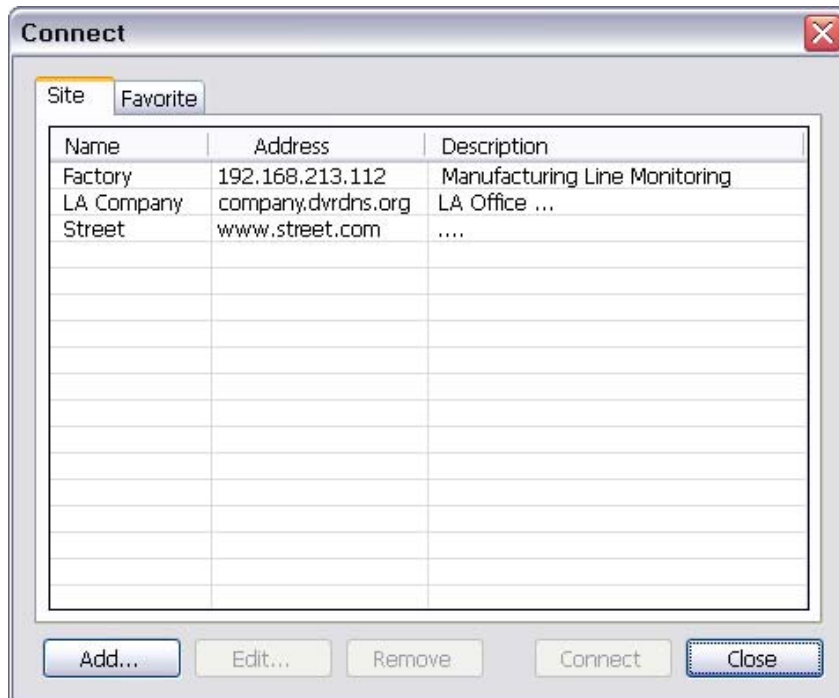 Connect
Site Favorite
Name Address Description
Factory 192.168.213.112 Manufacturing Line Monitoring
LA Company company.dvrdns.org LA Office ...
Street www.street.com ....
Add... Edit... Remove Connect Close